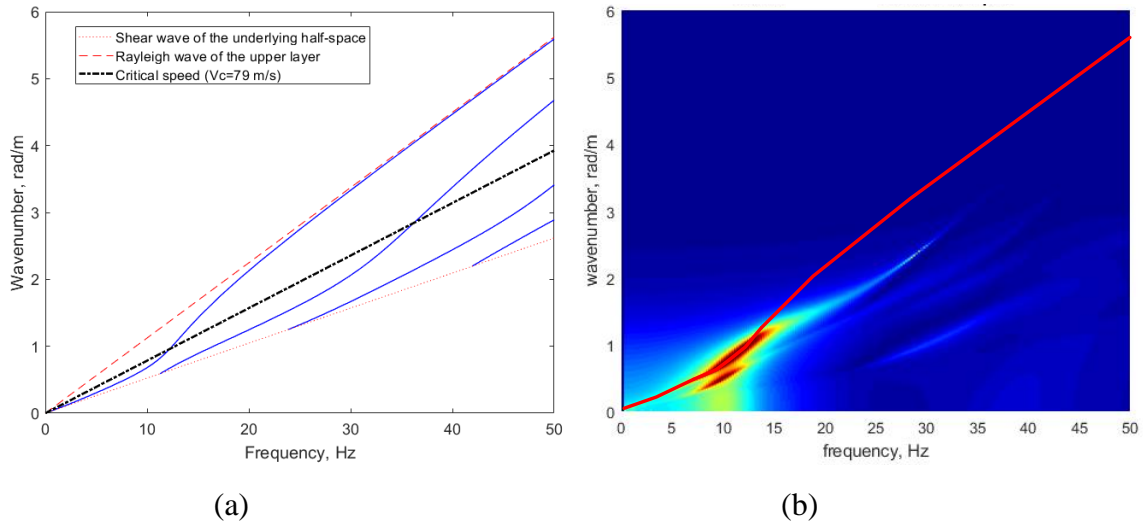 Shear wave of the underlying half-space
Rayleigh wave of the upper layer
Critical speed (Vc=79 m/s)
Wavenumber, rad/m
6
5
4
3
2
1
0
0 10 20 30 40 50
Frequency, Hz
(a)
wavenumber, rad/m
6
5
4
3
2
1
0
0 5 10 15 20 25 30 35 40 45 50
frequency, Hz
(b)